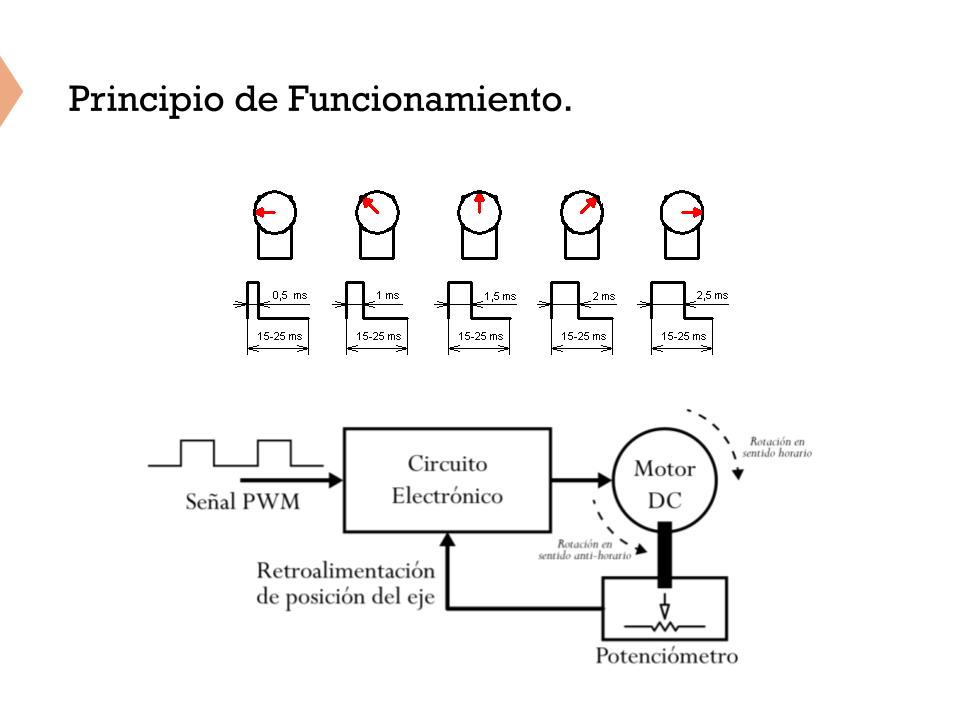 Principio de Funcionamiento.
0,5 ms
1 ms
1,5 ms
2 ms
2,5 ms
15-25 ms
15-25 ms
15-25 ms
15-25 ms
15-25 ms
Señal PWM
Circuito
Electrónico
Motor
DC
Rotación en
sentido horario
Rotación en
sentido anti-horario
Retroalimentación
de posición del eje
Potenciómetro